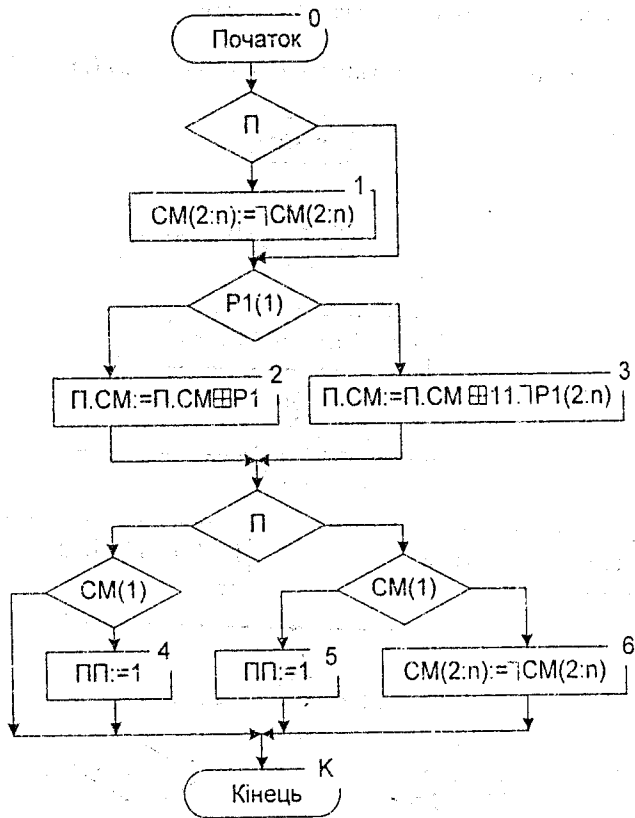 0
Початок
П
1
СМ(2:n):=⏋СМ(2:n)
Р1(1)
2
П.СМ:=П.СМ⊞Р1
3
П.СМ:=П.СМ⊞11.⏋Р1(2:n)
П
СМ(1)
СМ(1)
4
ПП:=1
5
ПП:=1
6
СМ(2:n):=⏋СМ(2:n)
К
Кінець